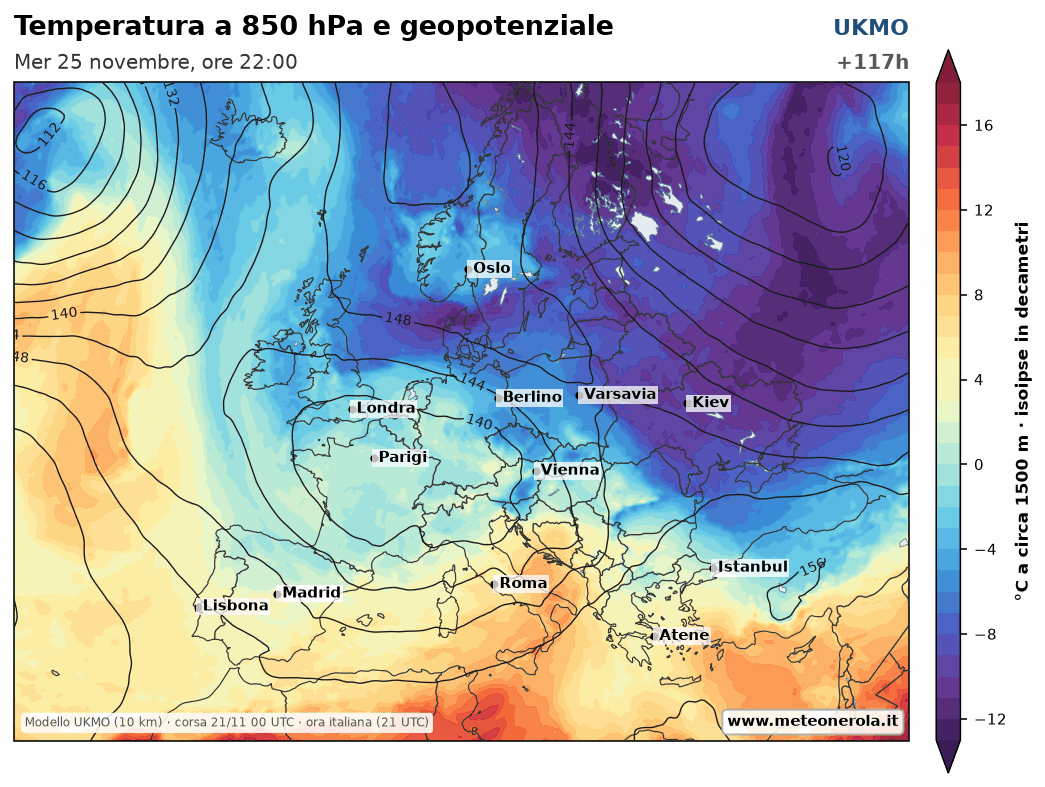 Temperatura a 850 hPa e geopotenziale
UKMO
Mer 25 novembre, ore 22:00
+117h
132
112
116
144
120
140
148
48
144
140
156
Oslo
Londra
Berlino
Varsavia
Kiev
Parigi
Vienna
Istanbul
Madrid
Roma
Lisbona
Atene
Modello UKMO (10 km) · corsa 21/11 00 UTC · ora italiana (21 UTC)
www.meteonerola.it
16
12
8
4
0
−4
−8
−12
°C a circa 1500 m · isoipse in decametri